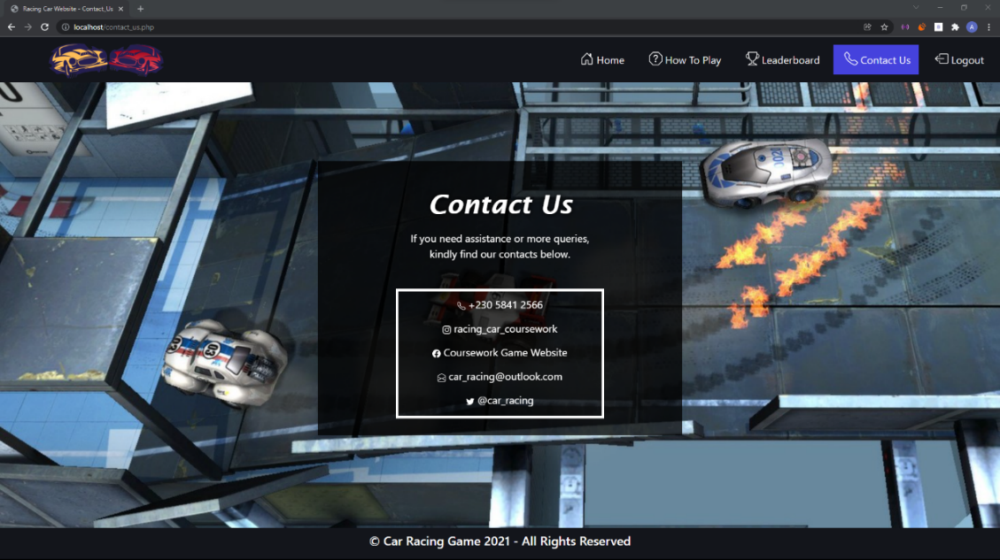 Racing Car Website - Contact_Us
localhost/contact_us.php
A
Home
How To Play
Leaderboard
Contact Us
Logout
Contact Us
If you need assistance or more queries,
kindly find our contacts below.
+230 5841 2566
racing_car_coursework
Coursework Game Website
car_racing@outlook.com
@car_racing
03
© Car Racing Game 2021 - All Rights Reserved